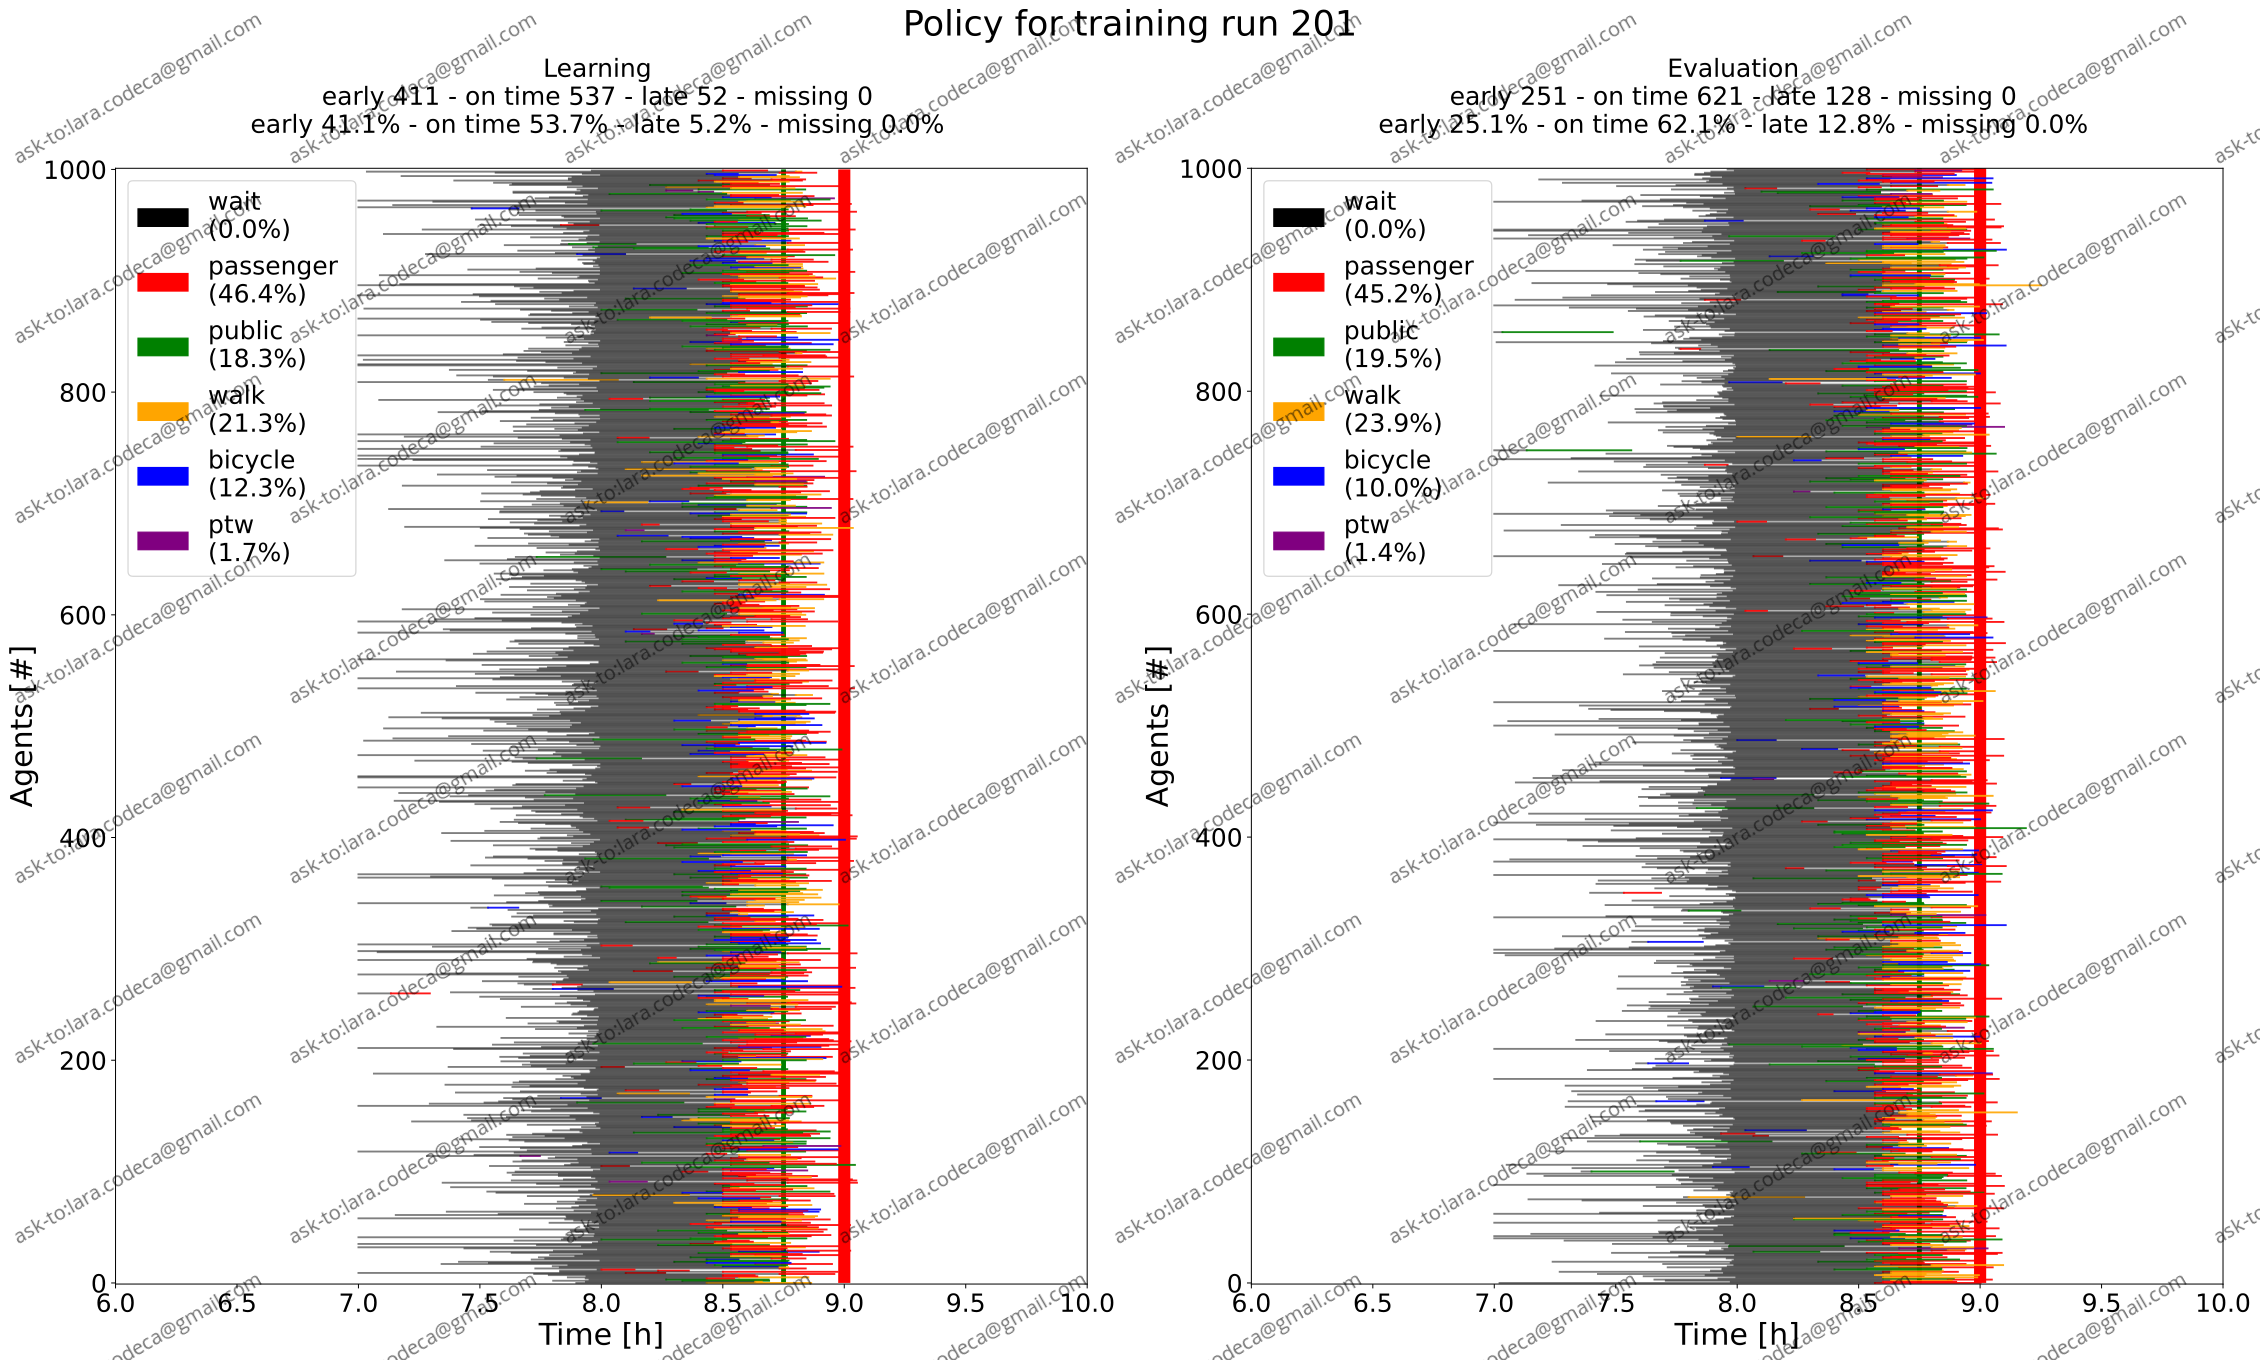 Policy for training run 201
Learning
early 411 - on time 537 - late 52 - missing 0
early 41.1% - on time 53.7% - late 5.2% - missing 0.0%
1000
800
600
400
200
0
Agents [#]
wait
(0.0%)
passenger
(46.4%)
public
(18.3%)
walk
(21.3%)
bicycle
(12.3%)
ptw
(1.7%)
6.0 6.5 7.0 7.5 8.0 8.5 9.0 9.5 10.0
Time [h]
Evaluation
early 251 - on time 621 - late 128 - missing 0
early 25.1% - on time 62.1% - late 12.8% - missing 0.0%
1000
800
600
400
200
0
Agents [#]
wait
(0.0%)
passenger
(45.2%)
public
(19.5%)
walk
(23.9%)
bicycle
(10.0%)
ptw
(1.4%)
6.0 6.5 7.0 7.5 8.0 8.5 9.0 9.5 10.0
Time [h]
ask-to:lara.codeca@gmail.com